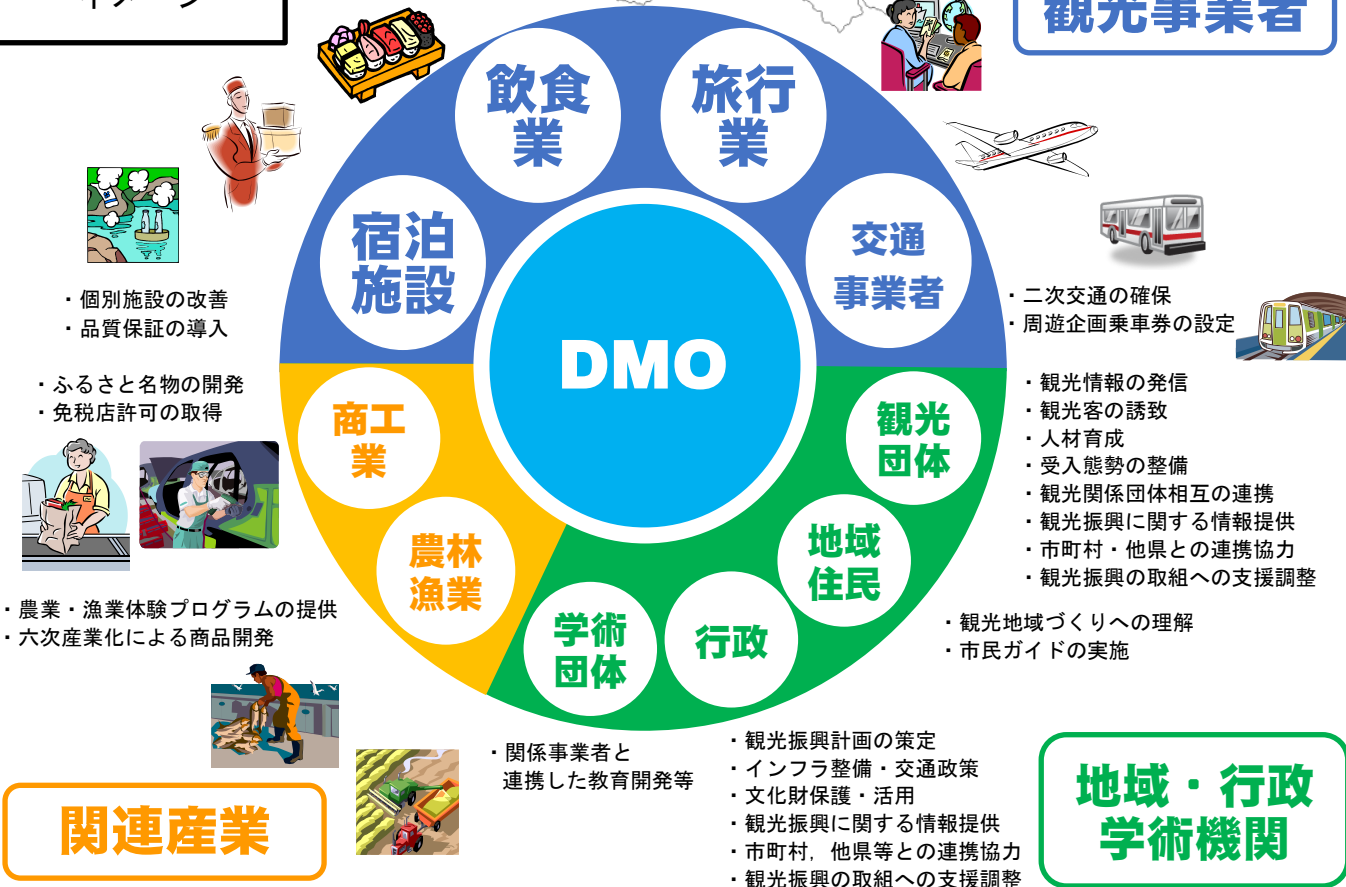 イメージ
観光事業者
飲食
業
旅行
業
宿泊
施設
交通
事業者
・個別施設の改善
・品質保証の導入
・二次交通の確保
・周遊企画乗車券の設定
DMO
・ふるさと名物の開発
・免税店許可の取得
商工
業
観光
団体
・観光情報の発信
・観光客の誘致
・人材育成
・受入態勢の整備
・観光関係団体相互の連携
・観光振興に関する情報提供
・市町村・他県との連携協力
・観光振興の取組への支援調整
農林
漁業
地域
住民
・農業・漁業体験プログラムの提供
・六次産業化による商品開発
学術
団体
行政
・観光地域づくりへの理解
・市民ガイドの実施
・関係事業者と
連携した教育開発等
・観光振興計画の策定
・インフラ整備・交通政策
・文化財保護・活用
・観光振興に関する情報提供
・市町村，他県等との連携協力
・観光振興の取組への支援調整
関連産業
地域・行政
学術機関